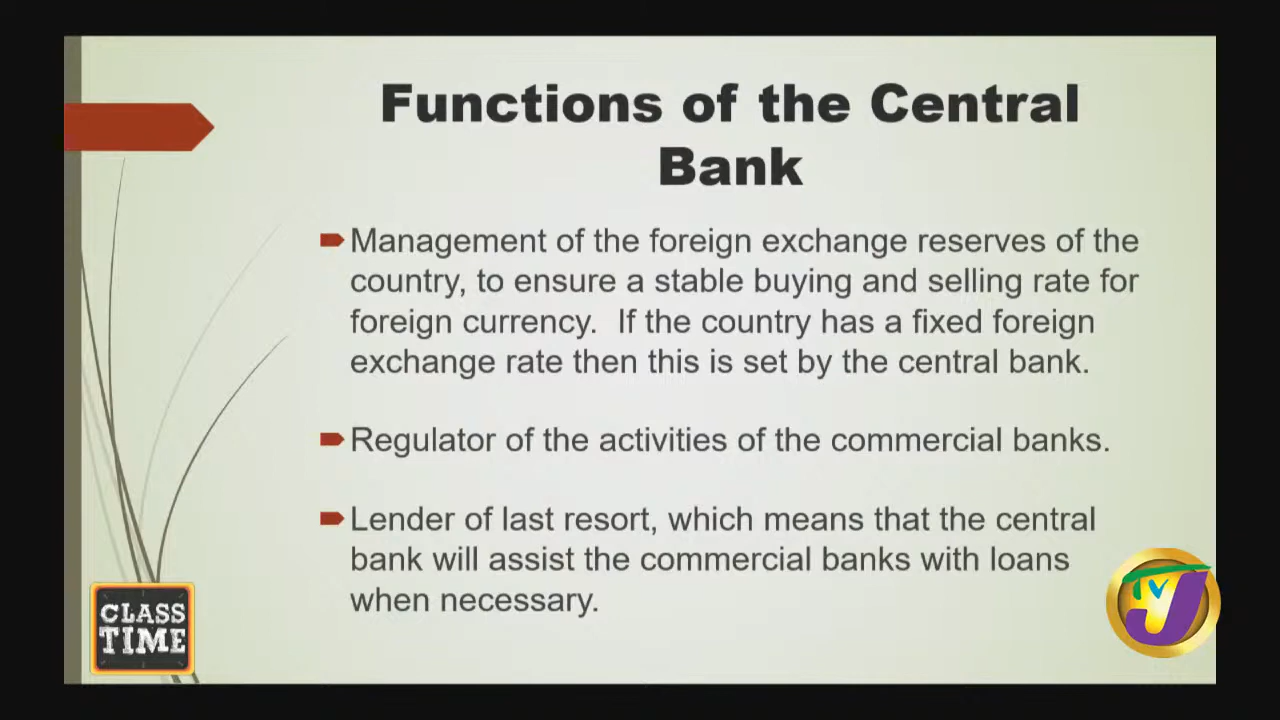 Functions of the Central
Bank
Management of the foreign exchange reserves of the
country, to ensure a stable buying and selling rate for
foreign currency.  If the country has a fixed foreign
exchange rate then this is set by the central bank.
Regulator of the activities of the commercial banks.
Lender of last resort, which means that the central
bank will assist the commercial banks with loans
when necessary.
CLASS
TIME
TVJ